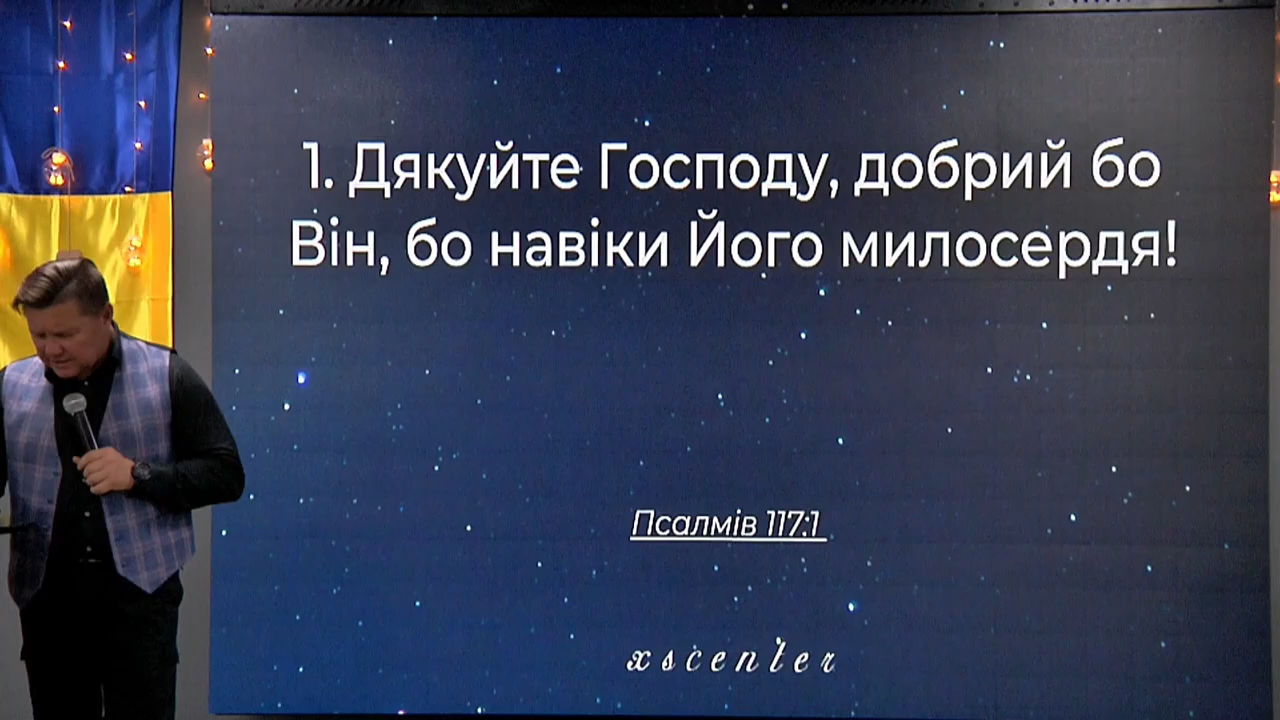 1. Дякуйте Господу, добрий бо
Він, бо навіки Його милосердя!
Псалмів 117:1
xscenter